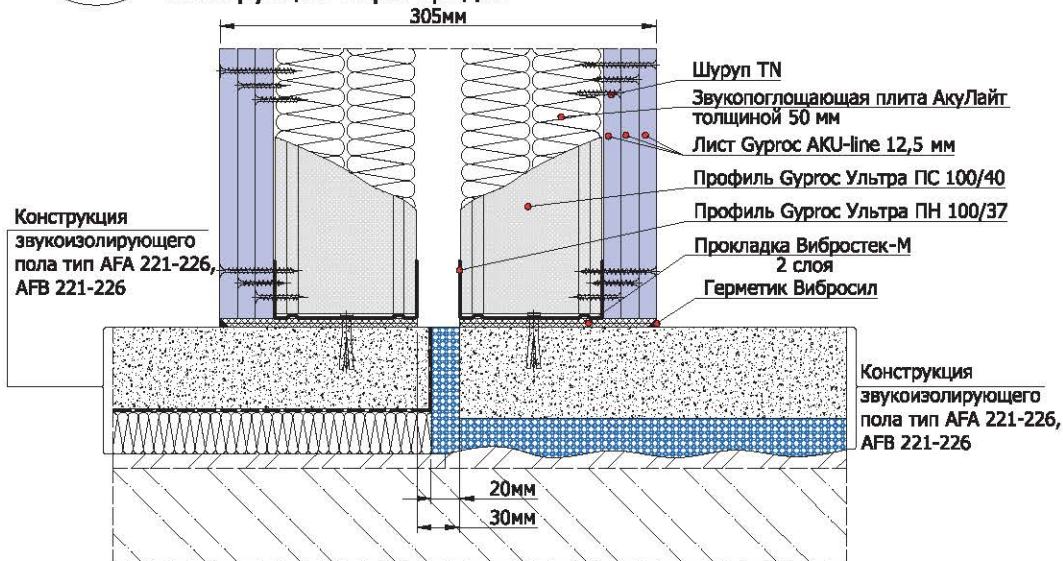 305мм
Шуруп TN
Звукопоглощающая плита АкуЛайт
толщиной 50 мм
Лист Gyproc AKU-line 12,5 мм
Профиль Gyproc Ультра ПС 100/40
Профиль Gyproc Ультра ПН 100/37
Прокладка Вибростек-М
2 слоя
Герметик Вибросил
Конструкция
звукоизолирующего
пола тип AFA 221-226,
AFB 221-226
Конструкция
звукоизолирующего
пола тип AFA 221-226,
AFB 221-226
20мм
30мм